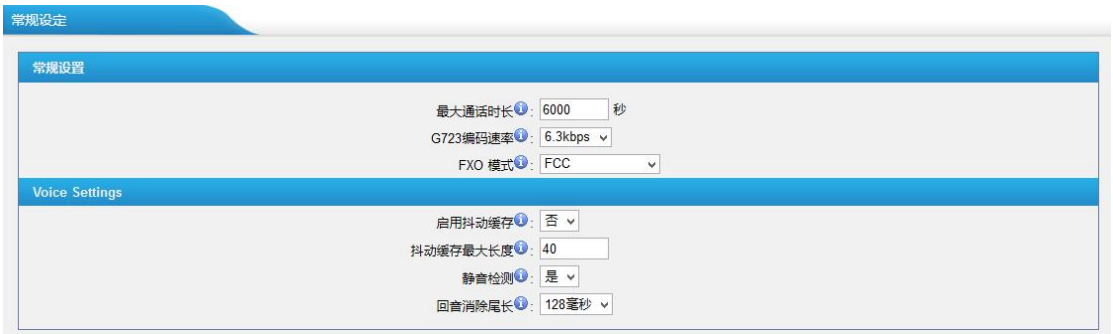 常规设定
常规设置
最大通话时长: 6000 秒
G723编码速率: 6.3kbps
FXO 模式: FCC
Voice Settings
启用抖动缓存: 否
抖动缓存最大长度: 40
静音检测: 是
回音消除尾长: 128毫秒